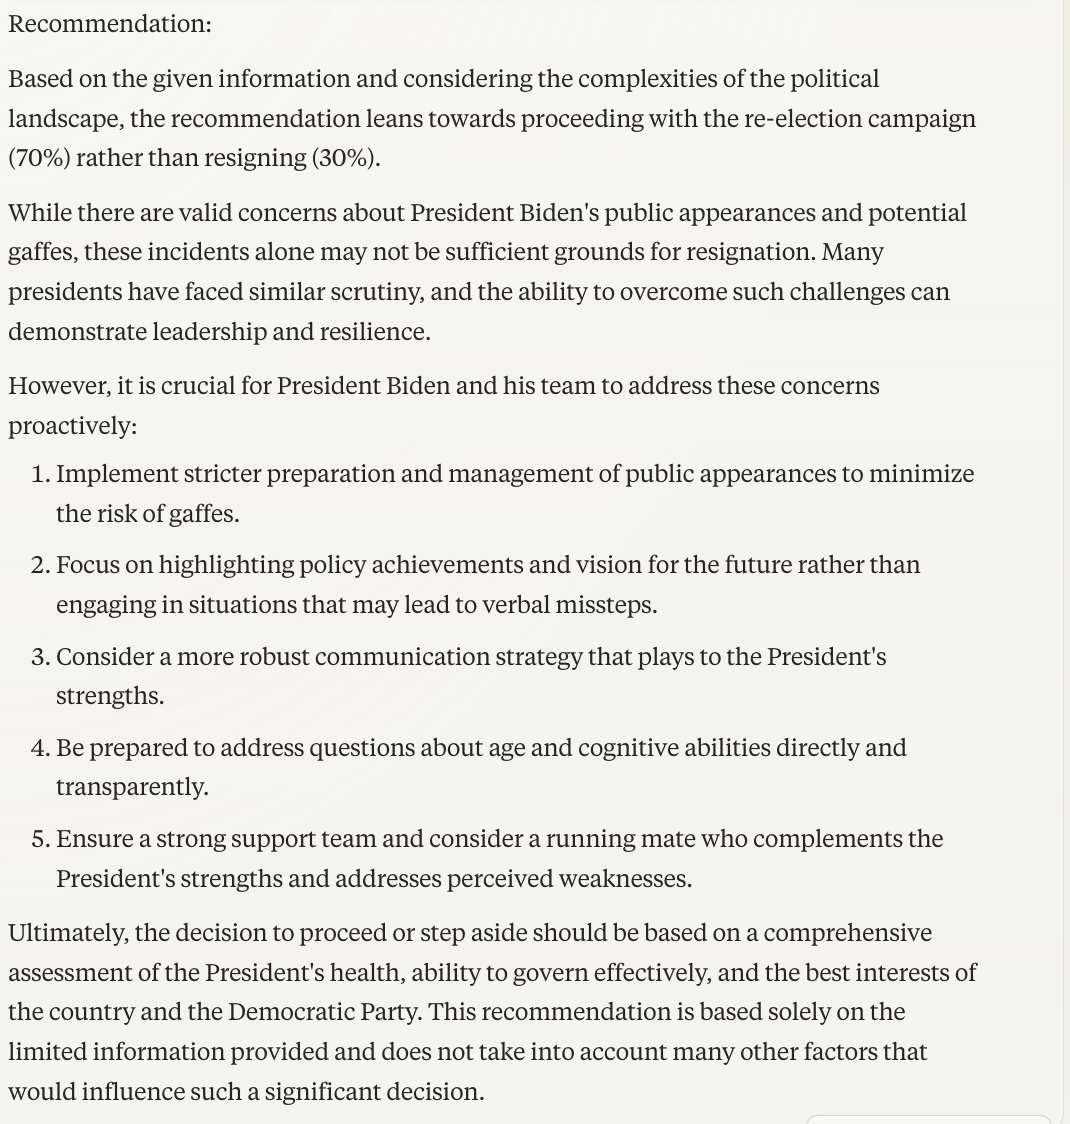 Recommendation:
Based on the given information and considering the complexities of the political
landscape, the recommendation leans towards proceeding with the re-election campaign
(70%) rather than resigning (30%).
While there are valid concerns about President Biden's public appearances and potential
gaffes, these incidents alone may not be sufficient grounds for resignation. Many
presidents have faced similar scrutiny, and the ability to overcome such challenges can
demonstrate leadership and resilience.
However, it is crucial for President Biden and his team to address these concerns
proactively:
1. Implement stricter preparation and management of public appearances to minimize
the risk of gaffes.
2. Focus on highlighting policy achievements and vision for the future rather than
engaging in situations that may lead to verbal missteps.
3. Consider a more robust communication strategy that plays to the President's
strengths.
4. Be prepared to address questions about age and cognitive abilities directly and
transparently.
5. Ensure a strong support team and consider a running mate who complements the
President's strengths and addresses perceived weaknesses.
Ultimately, the decision to proceed or step aside should be based on a comprehensive
assessment of the President's health, ability to govern effectively, and the best interests of
the country and the Democratic Party. This recommendation is based solely on the
limited information provided and does not take into account many other factors that
would influence such a significant decision.